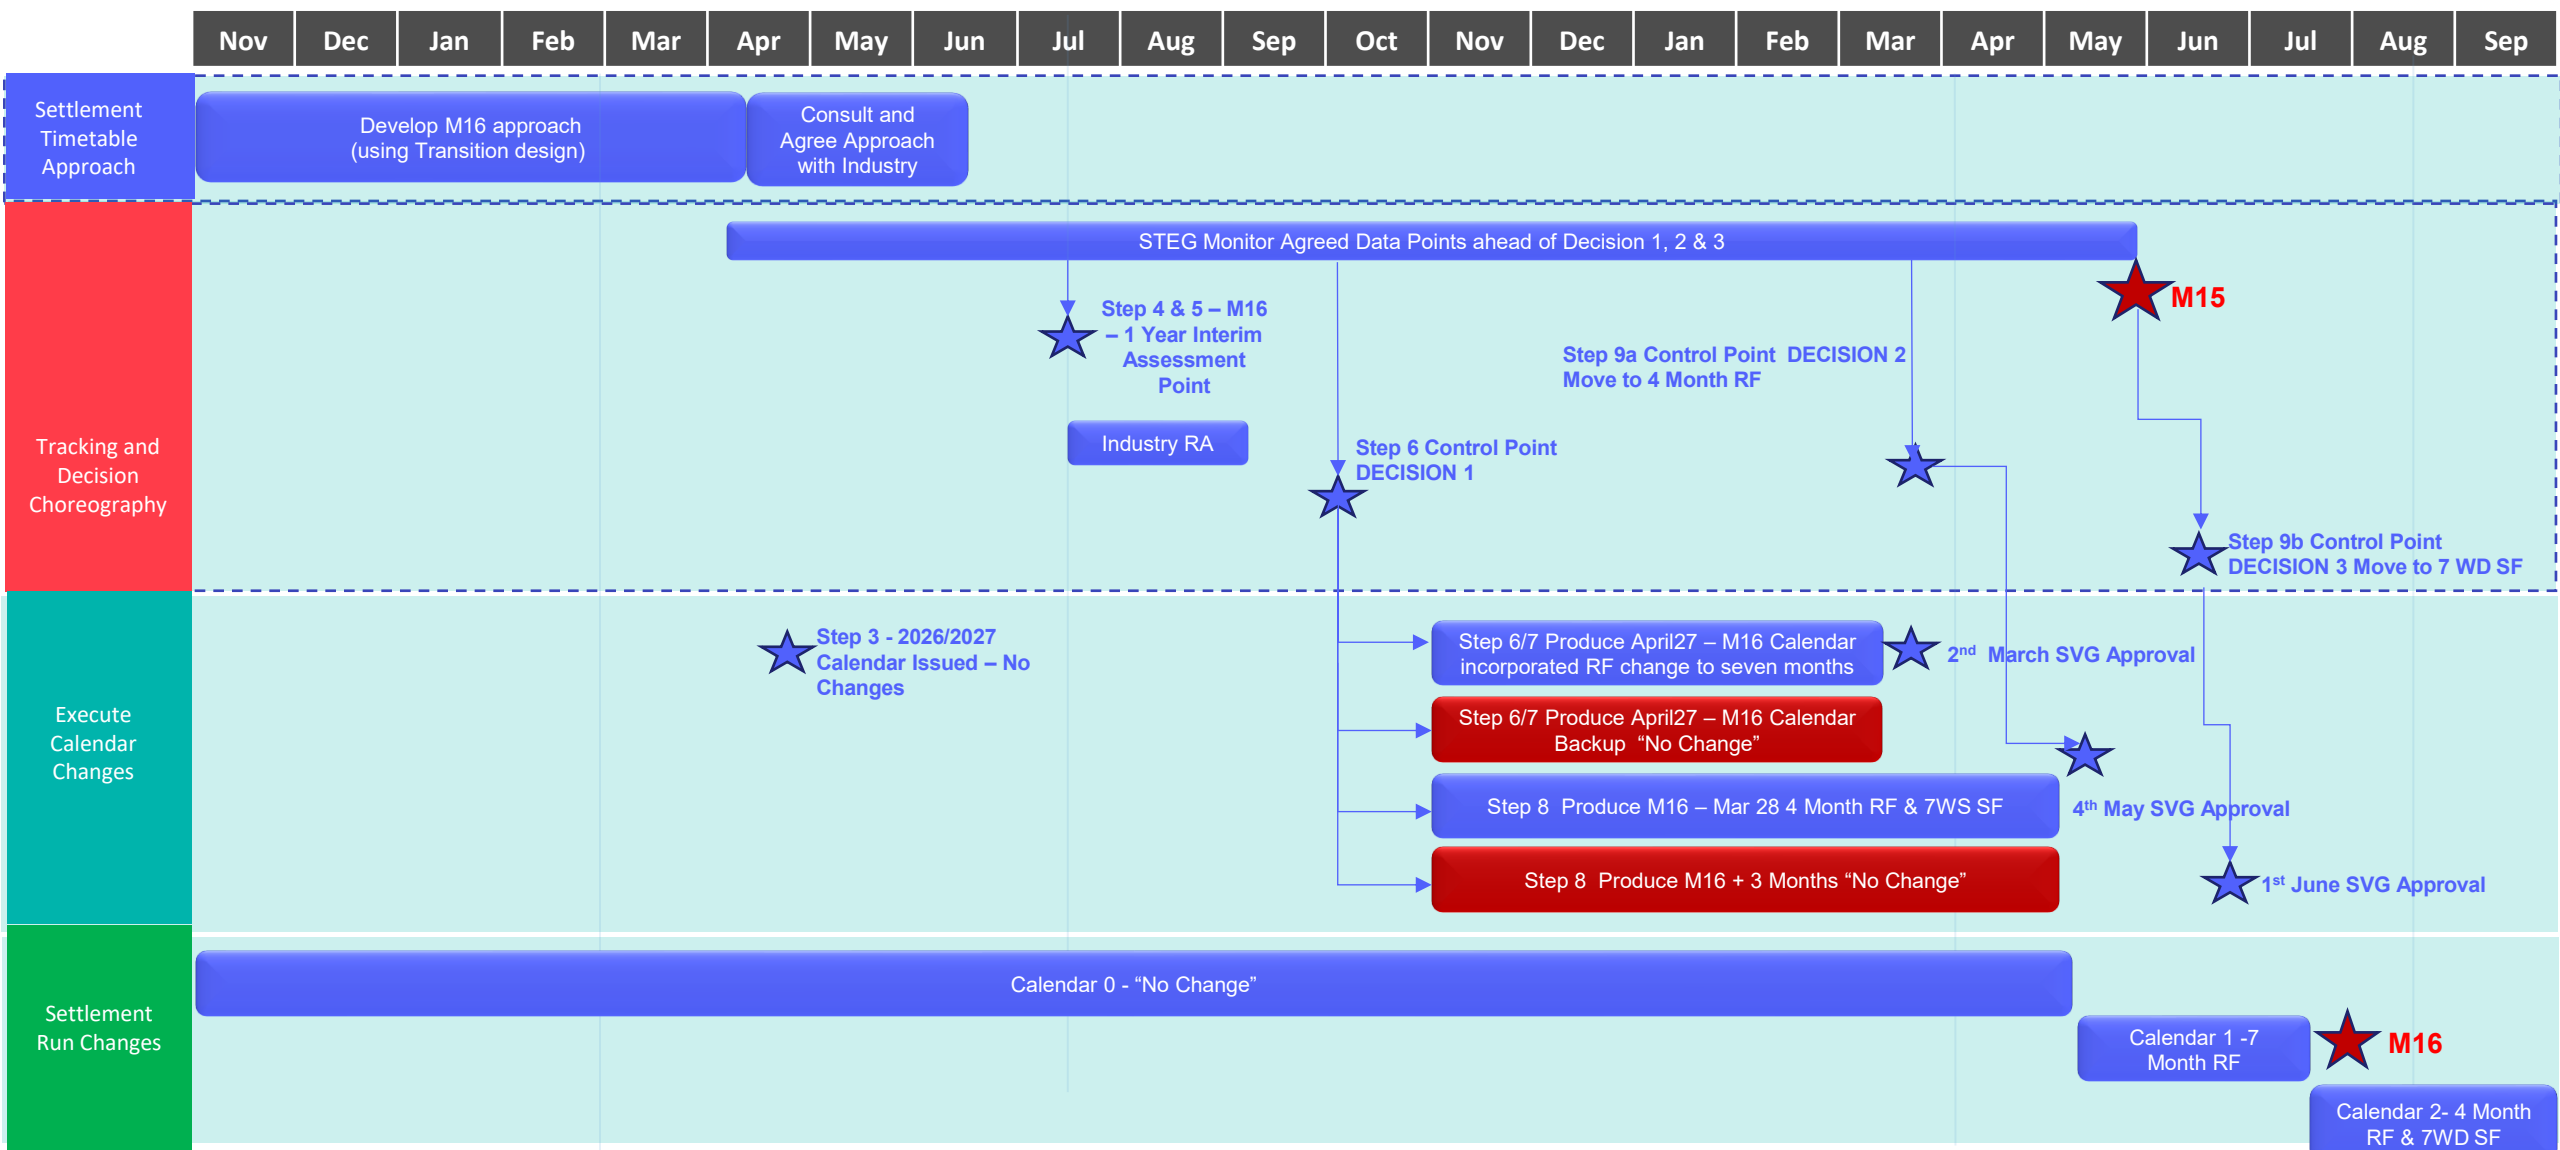 Nov Dec Jan Feb Mar Apr May Jun Jul Aug Sep Oct Nov Dec Jan Feb Mar Apr May Jun Jul Aug Sep
Settlement
Timetable
Approach
Develop M16 approach
(using Transition design)
Consult and
Agree Approach
with Industry
Tracking and
Decision
Choreography
STEG Monitor Agreed Data Points ahead of Decision 1, 2 & 3
M15
Step 4 & 5 – M16
– 1 Year Interim
Assessment
Point
Step 9a Control Point DECISION 2
Move to 4 Month RF
Industry RA
Step 6 Control Point
DECISION 1
Step 9b Control Point
DECISION 3 Move to 7 WD SF
Execute
Calendar
Changes
Step 3 - 2026/2027
Calendar Issued – No
Changes
Step 6/7 Produce April27 – M16 Calendar
incorporated RF change to seven months
2nd March SVG Approval
Step 6/7 Produce April27 – M16 Calendar
Backup “No Change”
Step 8 Produce M16 – Mar 28 4 Month RF & 7WS SF
4th May SVG Approval
Step 8 Produce M16 + 3 Months “No Change”
1st June SVG Approval
Settlement
Run Changes
Calendar 0 - “No Change”
Calendar 1 -7
Month RF
M16
Calendar 2- 4 Month
RF & 7WD SF